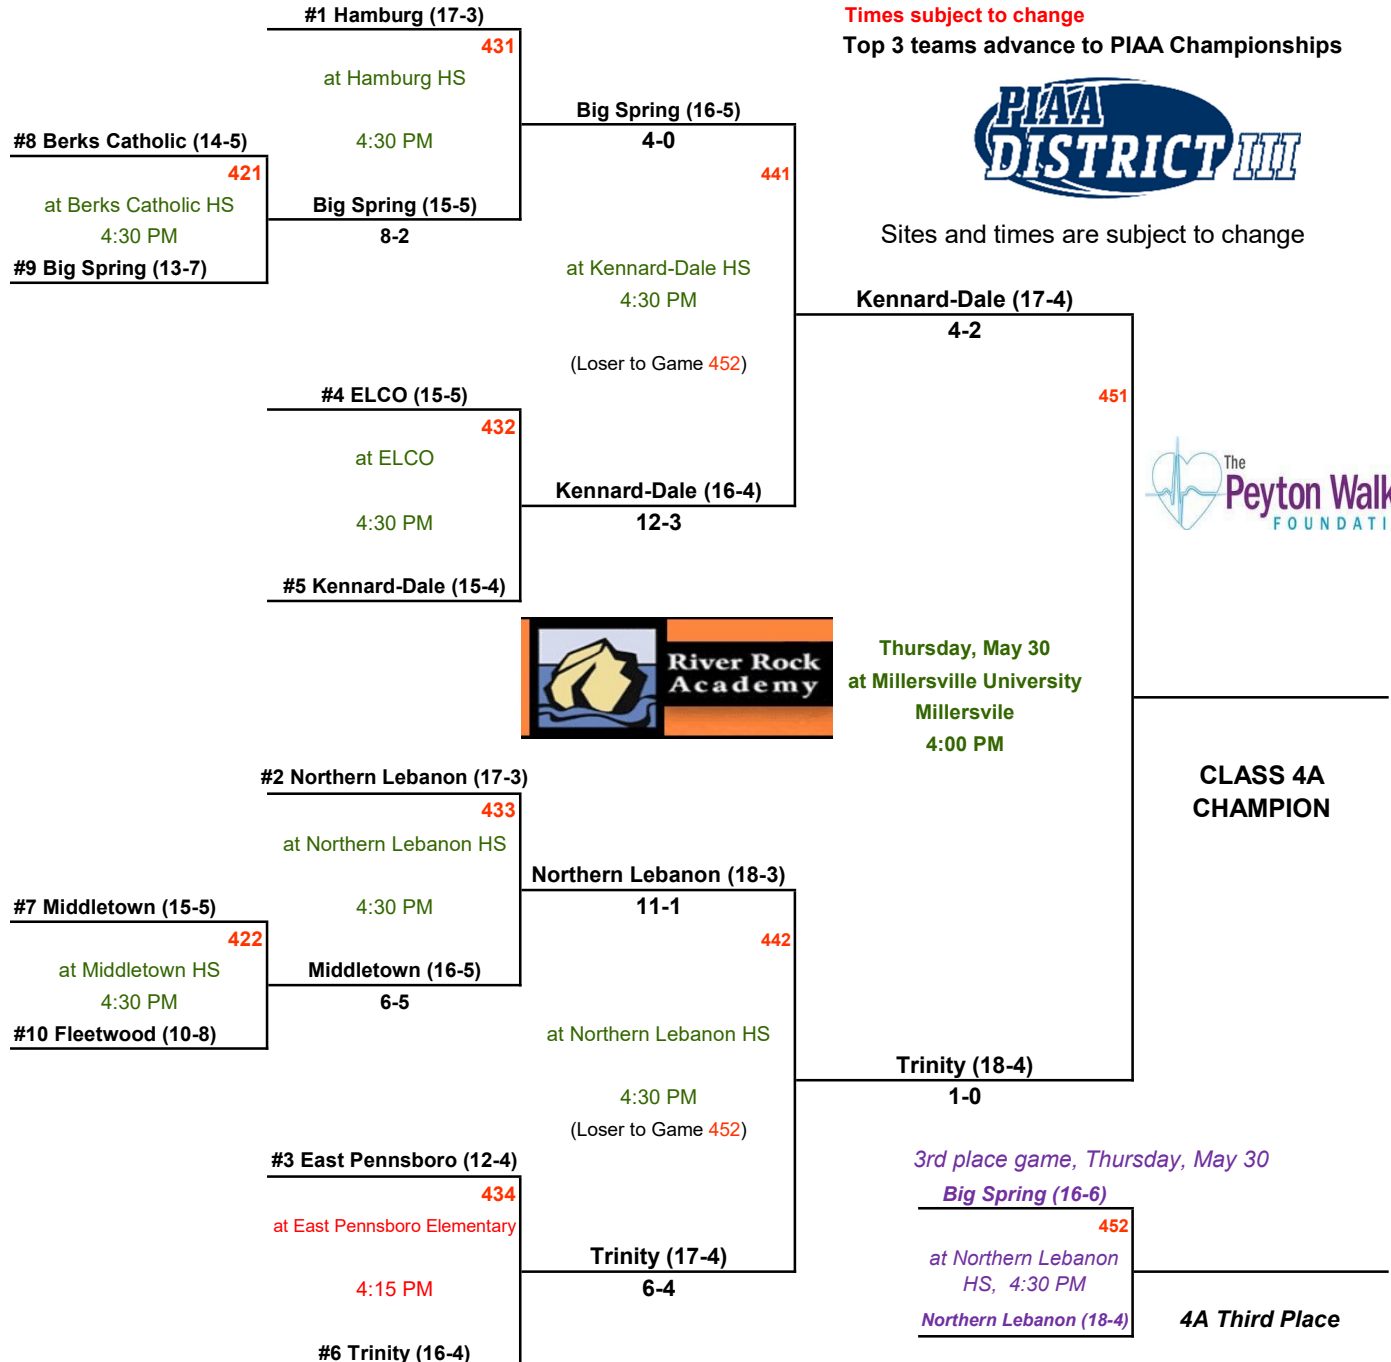 #1 Hamburg (17-3)
Times subject to change
431
Top 3 teams advance to PIAA Championships
at Hamburg HS
PIAA
DISTRICT III
Big Spring (16-5)
#8 Berks Catholic (14-5)
4:30 PM
4-0
421
441
at Berks Catholic HS
Big Spring (15-5)
4:30 PM
8-2
Sites and times are subject to change
#9 Big Spring (13-7)
at Kennard-Dale HS
4:30 PM
Kennard-Dale (17-4)
4-2
(Loser to Game 452)
#4 ELCO (15-5)
451
432
at ELCO
The
Peyton Walk
FOUNDATI
Kennard-Dale (16-4)
4:30 PM
12-3
#5 Kennard-Dale (15-4)
River Rock
Academy
Thursday, May 30
at Millersville University
Millersvile
4:00 PM
#2 Northern Lebanon (17-3)
CLASS 4A
CHAMPION
433
at Northern Lebanon HS
Northern Lebanon (18-3)
#7 Middletown (15-5)
4:30 PM
11-1
422
442
at Middletown HS
Middletown (16-5)
4:30 PM
6-5
#10 Fleetwood (10-8)
at Northern Lebanon HS
Trinity (18-4)
4:30 PM
1-0
(Loser to Game 452)
#3 East Pennsboro (12-4)
3rd place game, Thursday, May 30
434
Big Spring (16-6)
at East Pennsboro Elementary
452
Trinity (17-4)
at Northern Lebanon
HS, 4:30 PM
4:15 PM
6-4
Northern Lebanon (18-4)
4A Third Place
#6 Trinity (16-4)